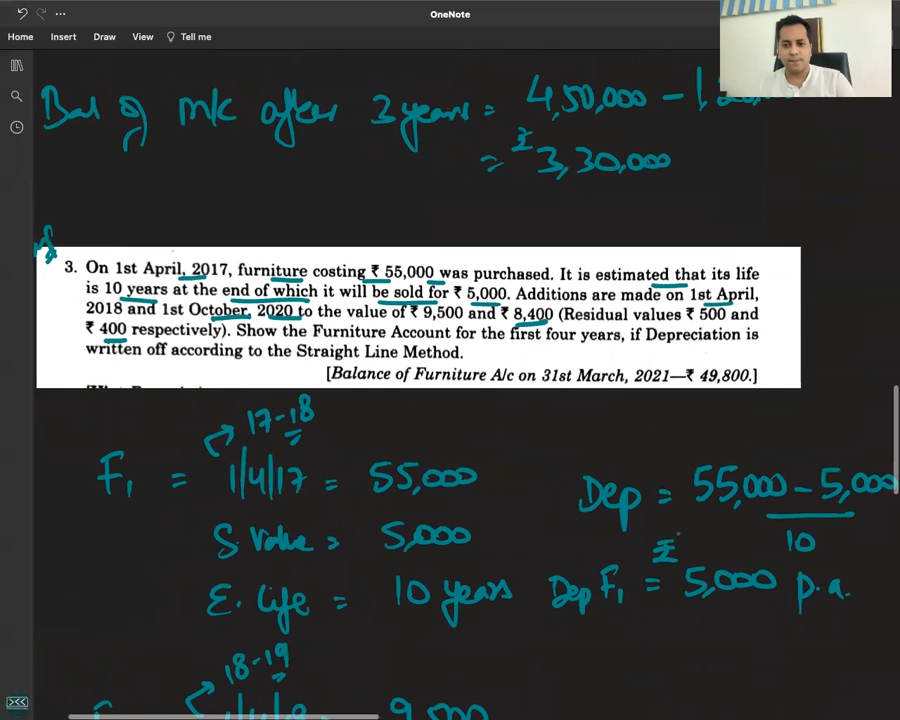 OneNote
Home Insert Draw View Tell me
Bal of m/c after 3 years = 4,50,000 -
= ₹ 3,30,000
3. On 1st April, 2017, furniture costing ₹ 55,000 was purchased. It is estimated that its life
is 10 years at the end of which it will be sold for ₹ 5,000. Additions are made on 1st April,
2018 and 1st October, 2020 to the value of ₹ 9,500 and ₹ 8,400 (Residual values ₹ 500 and
₹ 400 respectively). Show the Furniture Account for the first four years, if Depreciation is
written off according to the Straight Line Method.
[Balance of Furniture A/c on 31st March, 2021—₹ 49,800.]
17-18
F1 = 1/4/17 = 55,000
Dep = 55,000 - 5,000
10
S. Value = 5,000
E. life = 10 years
Dep F1 = ₹ 5,000 p.a.
18-19